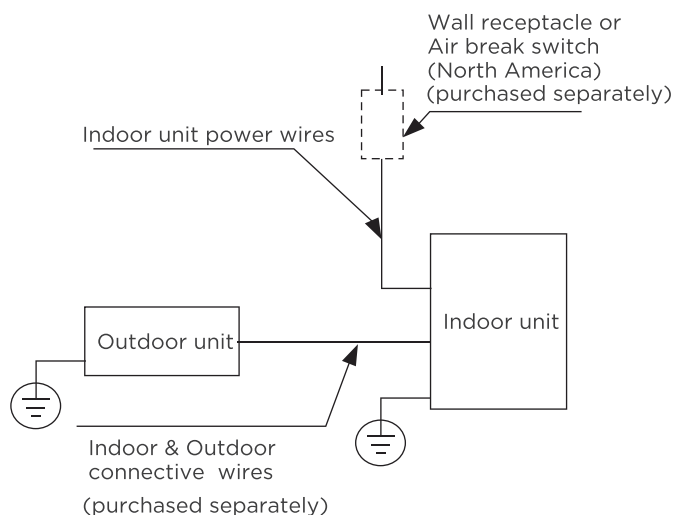 Wall receptacle or
Air break switch
(North America)
(purchased separately)
Indoor unit power wires
Indoor unit
Outdoor unit
Indoor & Outdoor
connective wires
(purchased separately)